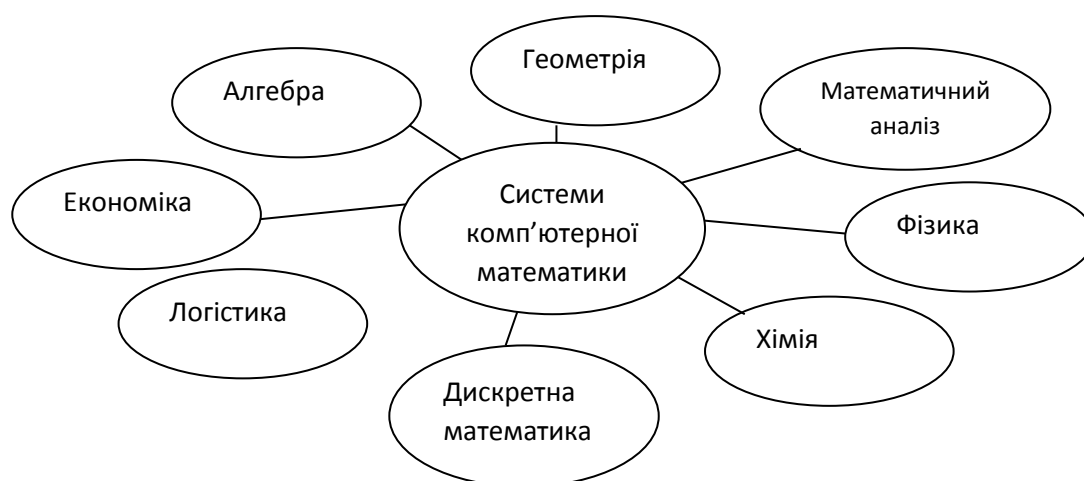 Геометрія
Алгебра
Математичний
аналіз
Економіка
Системи
комп’ютерної
математики
Фізика
Логістика
Хімія
Дискретна
математика